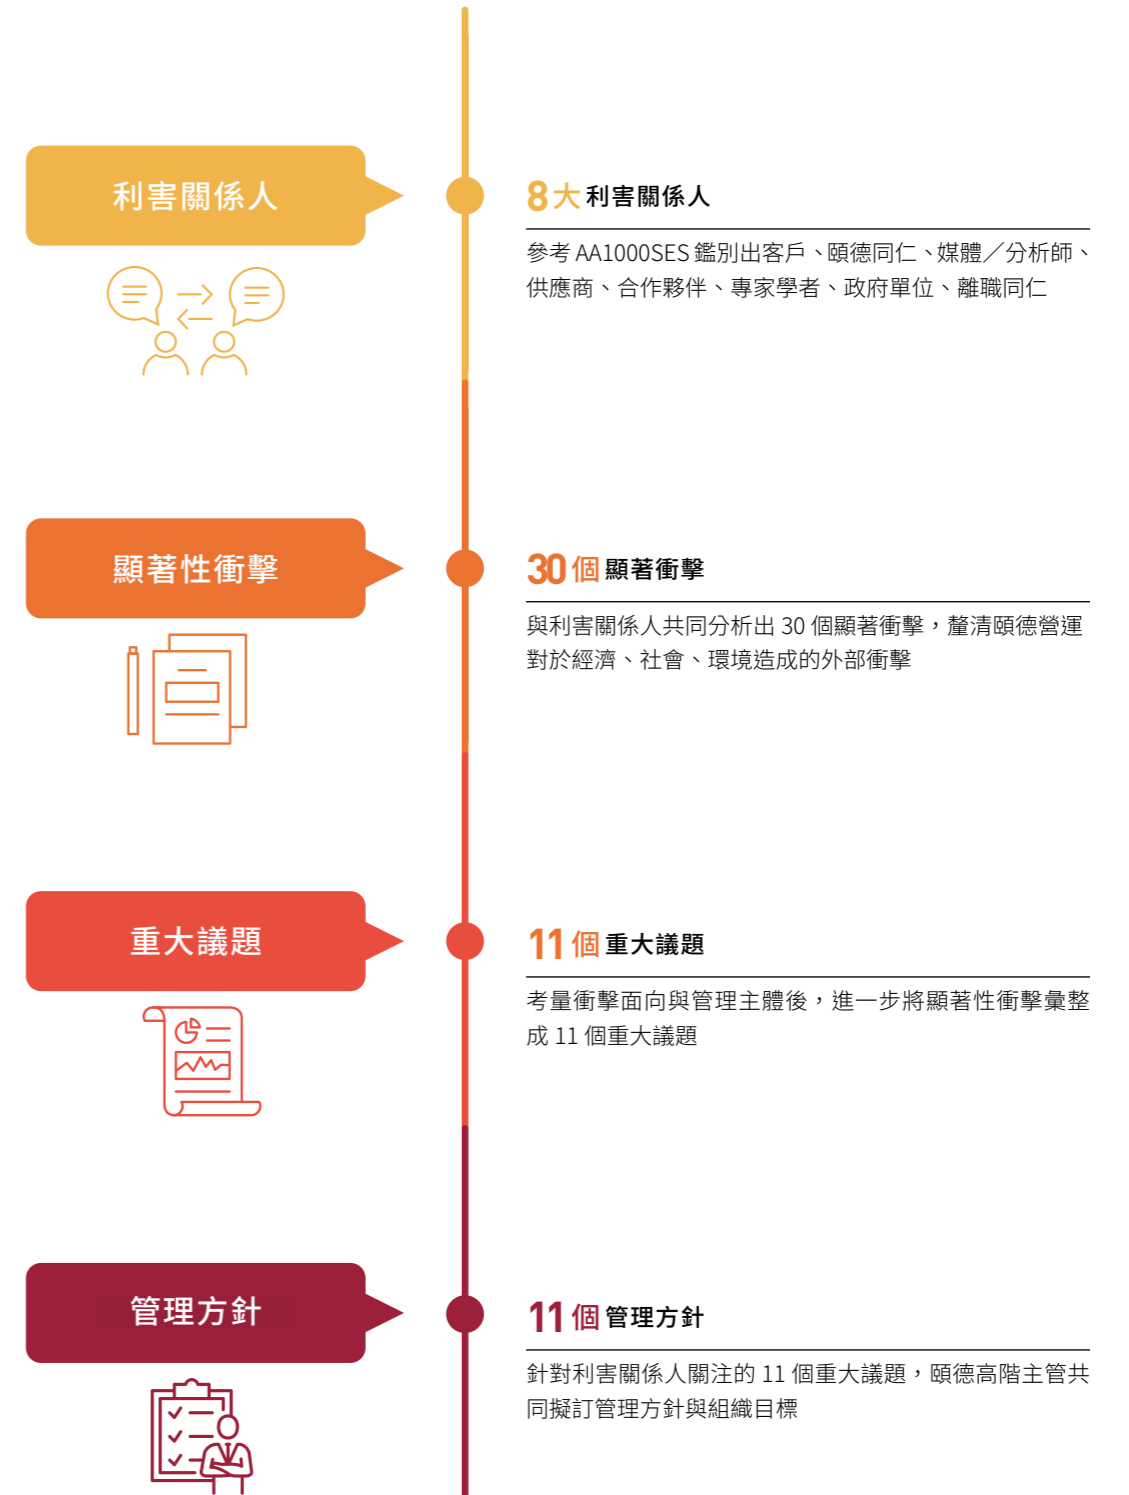 利害關係人
8大利害關係人
參考 AA1000SES 鑑別出客戶、頤德同仁、媒體／分析師、
供應商、合作夥伴、專家學者、政府單位、離職同仁
顯著性衝擊
30個顯著衝擊
與利害關係人共同分析出 30 個顯著衝擊，釐清頤德營運
對於經濟、社會、環境造成的外部衝擊
重大議題
11個重大議題
考量衝擊面向與管理主體後，進一步將顯著性衝擊彙整
成 11 個重大議題
管理方針
11個管理方針
針對利害關係人關注的 11 個重大議題，頤德高階主管共
同擬訂管理方針與組織目標